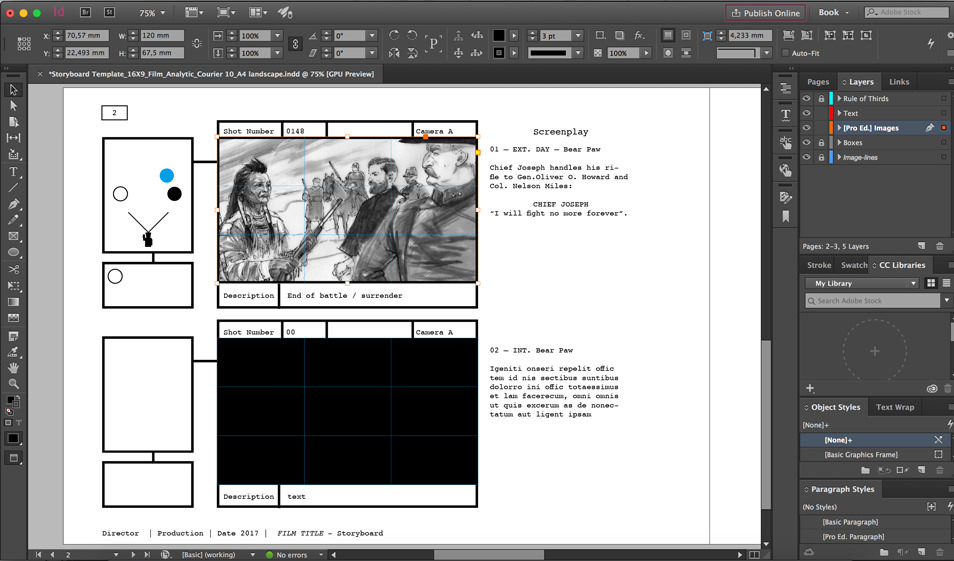 Id Br St 75% Publish Online Book Adobe Stock
X: 70,57 mm W: 120 mm 100% 0° P 3 pt fx. 4,233 mm
Y: 22,493 mm H: 67,5 mm 100% 0° 100% Auto-Fit
× *Storyboard Template_16X9_Film_Analytic_Courier 10_A4 landscape.indd @ 75% [GPU Preview]
2
Shot Number 0148 Camera A
Description End of battle / surrender
Screenplay
01 – EXT. DAY – Bear Paw
Chief Joseph handles his ri-
fle to Gen.Oliver O. Howard and
Col. Nelson Miles:
CHIEF JOSEPH
“I will fight no more forever”.
Shot Number 00 Camera A
Description text
02 – INT. Bear Paw
Igeniti onseri repelit offic
tem id nis sectibus suntibus
dolorro ini offic totaessimus
et lam facerecum, omni omnis
ut quis excerum as de nonec-
tatum aut ligent ipsam
Director | Production | Date 2017 | FILM TITLE – Storyboard
2 [Basic] (working) No errors
Pages Layers Links
Rule of Thirds
Text
[Pro Ed.] Images
Boxes
Image-lines
Pages: 2-3, 5 Layers
Stroke Swatch CC Libraries
My Library
Search Adobe Stock
Object Styles Text Wrap
[None]+
[None]+
[Basic Graphics Frame]
Paragraph Styles
(No Styles)
[Basic Paragraph]
[Pro Ed. Paragraph]